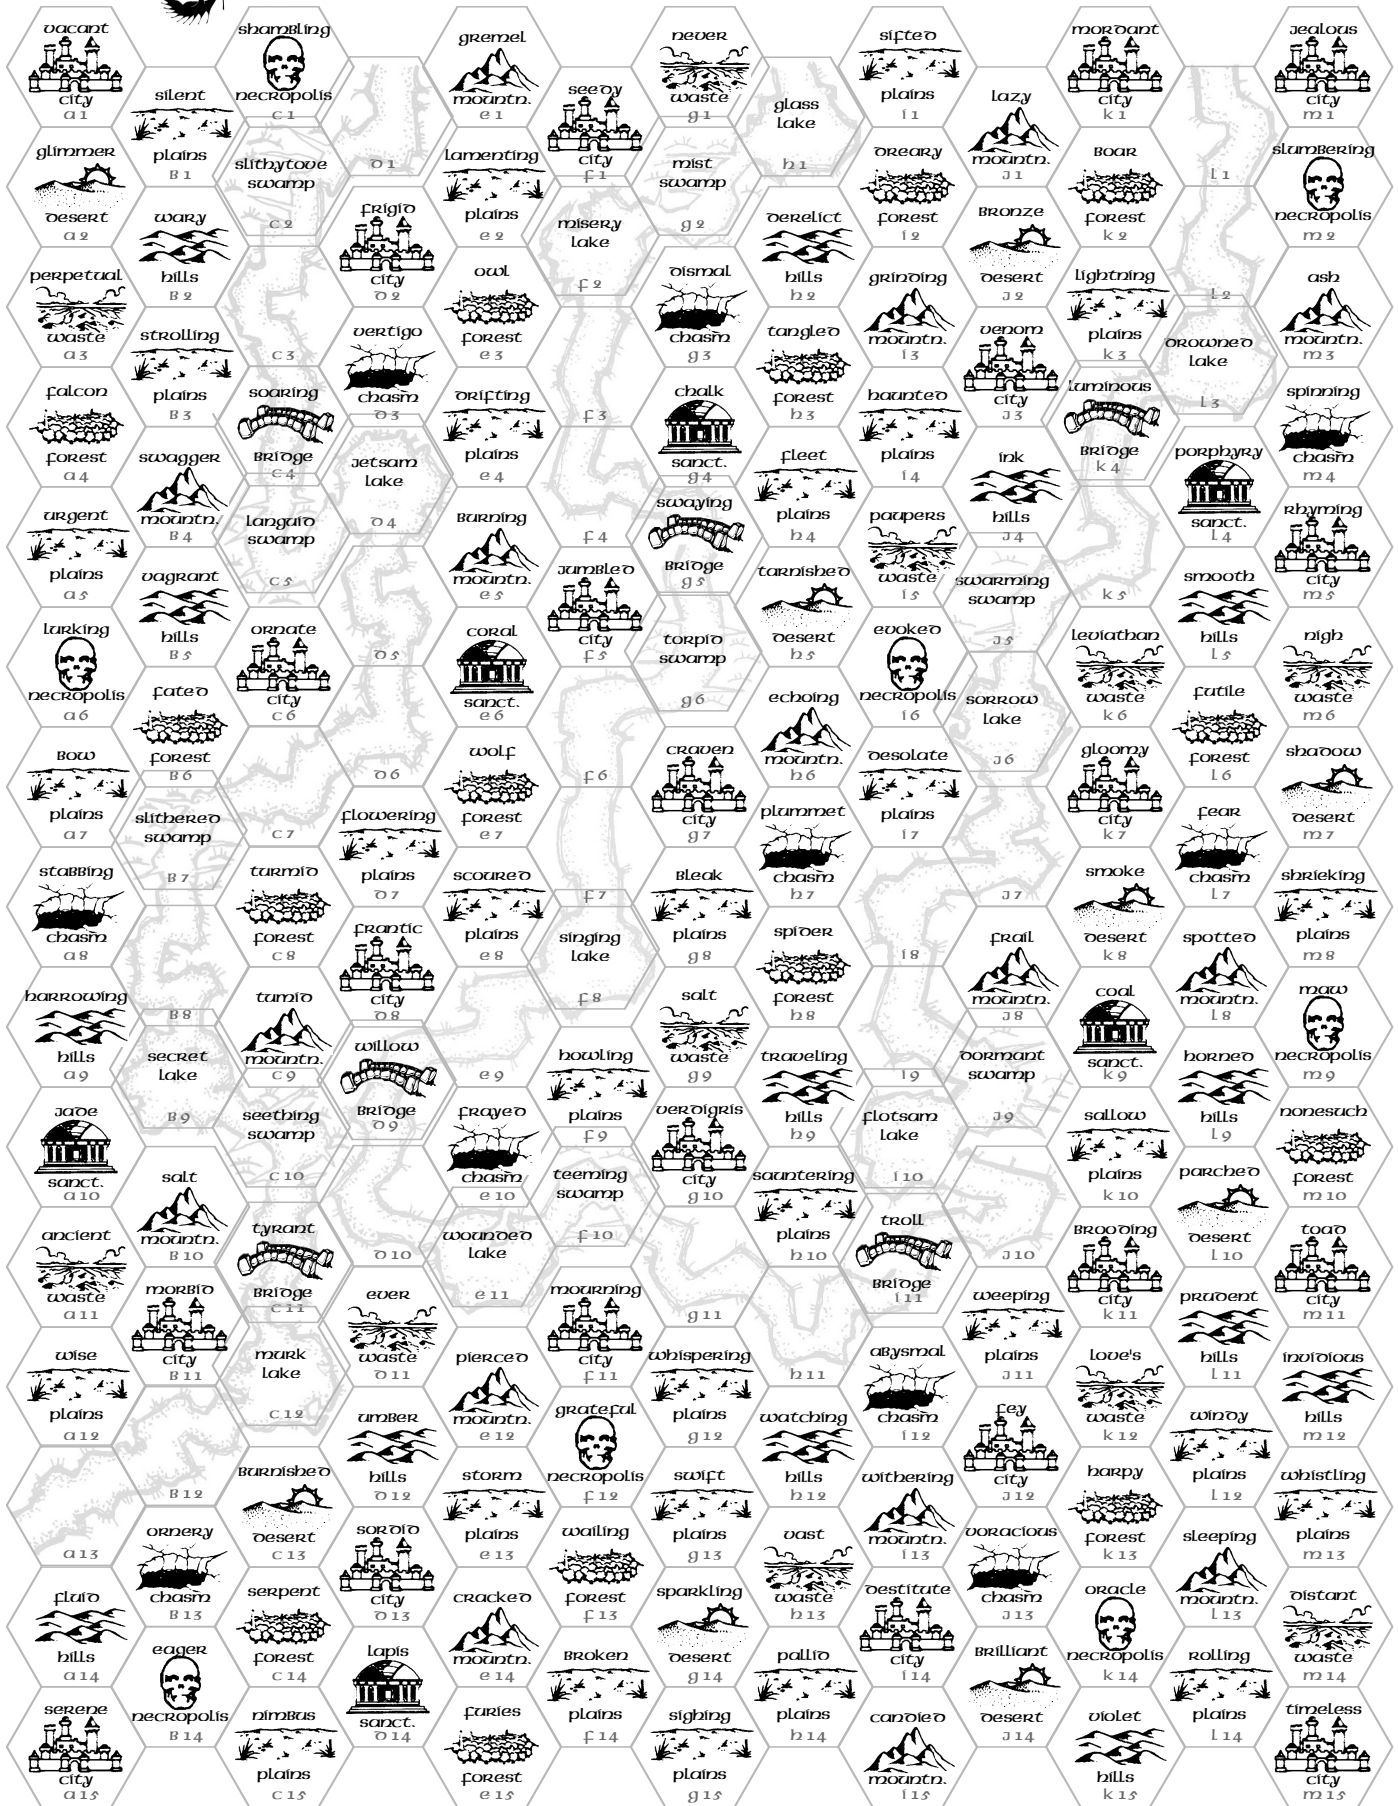 vacant
city
a1
glimmer
desert
a2
perpetual
waste
a3
falcon
forest
a4
urgent
plains
a5
lurking
necropolis
a6
bow
plains
a7
stabbing
chasm
a8
harrowing
hills
a9
jade
sanct.
a10
ancient
waste
a11
wise
plains
a12
a13
fluid
hills
a14
serene
city
a15
silent
plains
b1
wary
hills
b2
strolling
plains
b3
swagger
mountn.
b4
vagrant
hills
b5
fated
forest
b6
slithered
swamp
b7
b8
secret
lake
b9
salt
mountn.
b10
morbid
city
b11
b12
ornery
chasm
b13
eager
necropolis
b14
shambling
necropolis
c1
slithytove
swamp
c2
c3
soaring
bridge
c4
languid
swamp
c5
ornate
city
c6
c7
turmid
forest
c8
tumid
mountn.
c9
seething
swamp
c10
tyrant
bridge
c11
murk
lake
c12
burnished
desert
c13
serpent
forest
c14
nimbus
plains
c15
d1
frigid
city
d2
vertigo
chasm
d3
jetsam
lake
d4
d5
d6
flowering
plains
d7
frantic
city
d8
willow
bridge
d9
d10
ever
waste
d11
umber
hills
d12
sordid
city
d13
lapis
sanct.
d14
gremel
mountn.
e1
lamenting
plains
e2
owl
forest
e3
drifting
plains
e4
burning
mountn.
e5
coral
sanct.
e6
wolf
forest
e7
scoured
plains
e8
e9
frayed
chasm
e10
wounded
lake
e11
pierced
mountn.
e12
storm
plains
e13
cracked
mountn.
e14
furies
forest
e15
seedy
city
f1
misery
lake
f2
f3
f4
jumbled
city
f5
f6
f7
singing
lake
f8
howling
plains
f9
teeming
swamp
f10
mourning
city
f11
grateful
necropolis
f12
wailing
forest
f13
broken
plains
f14
never
waste
g1
mist
swamp
g2
dismal
chasm
g3
chalk
sanct.
g4
swaying
bridge
g5
torpid
swamp
g6
craven
city
g7
bleak
plains
g8
salt
waste
g9
verdigris
city
g10
g11
whispering
plains
g12
swift
plains
g13
sparkling
desert
g14
sighing
plains
g15
glass
lake
h1
derelict
hills
h2
tangled
forest
h3
fleet
plains
h4
tarnished
desert
h5
echoing
mountn.
h6
plummet
chasm
h7
spider
forest
h8
traveling
hills
h9
sauntering
plains
h10
h11
watching
hills
h12
vast
waste
h13
pallid
plains
h14
sifted
plains
i1
dreary
forest
i2
grinding
mountn.
i3
haunted
plains
i4
paupers
waste
i5
evoked
necropolis
i6
desolate
plains
i7
i8
i9
flotsam
lake
i10
troll
bridge
i11
abysmal
chasm
i12
withering
mountn.
i13
destitute
city
i14
candied
mountn.
i15
lazy
mountn.
j1
bronze
desert
j2
venom
city
j3
ink
hills
j4
swarming
swamp
j5
sorrow
lake
j6
j7
frail
mountn.
j8
dormant
swamp
j9
j10
weeping
plains
j11
fey
city
j12
voracious
chasm
j13
brilliant
desert
j14
mordant
city
k1
boar
forest
k2
lightning
plains
k3
luminous
bridge
k4
k5
leviathan
waste
k6
gloomy
city
k7
smoke
desert
k8
coal
sanct.
k9
sallow
plains
k10
brooding
city
k11
love's
waste
k12
harpy
forest
k13
oracle
necropolis
k14
violet
hills
k15
l1
l2
drowned
lake
l3
porphyry
sanct.
l4
smooth
hills
l5
futile
forest
l6
fear
chasm
l7
spotted
mountn.
l8
horned
hills
l9
parched
desert
l10
prudent
hills
l11
windy
plains
l12
sleeping
mountn.
l13
rolling
plains
l14
jealous
city
m1
slumbering
necropolis
m2
ash
mountn.
m3
spinning
chasm
m4
rhyming
city
m5
nigh
waste
m6
shadow
desert
m7
shrieking
plains
m8
maw
necropolis
m9
nonesuch
forest
m10
toad
city
m11
invidious
hills
m12
whistling
plains
m13
distant
waste
m14
timeless
city
m15